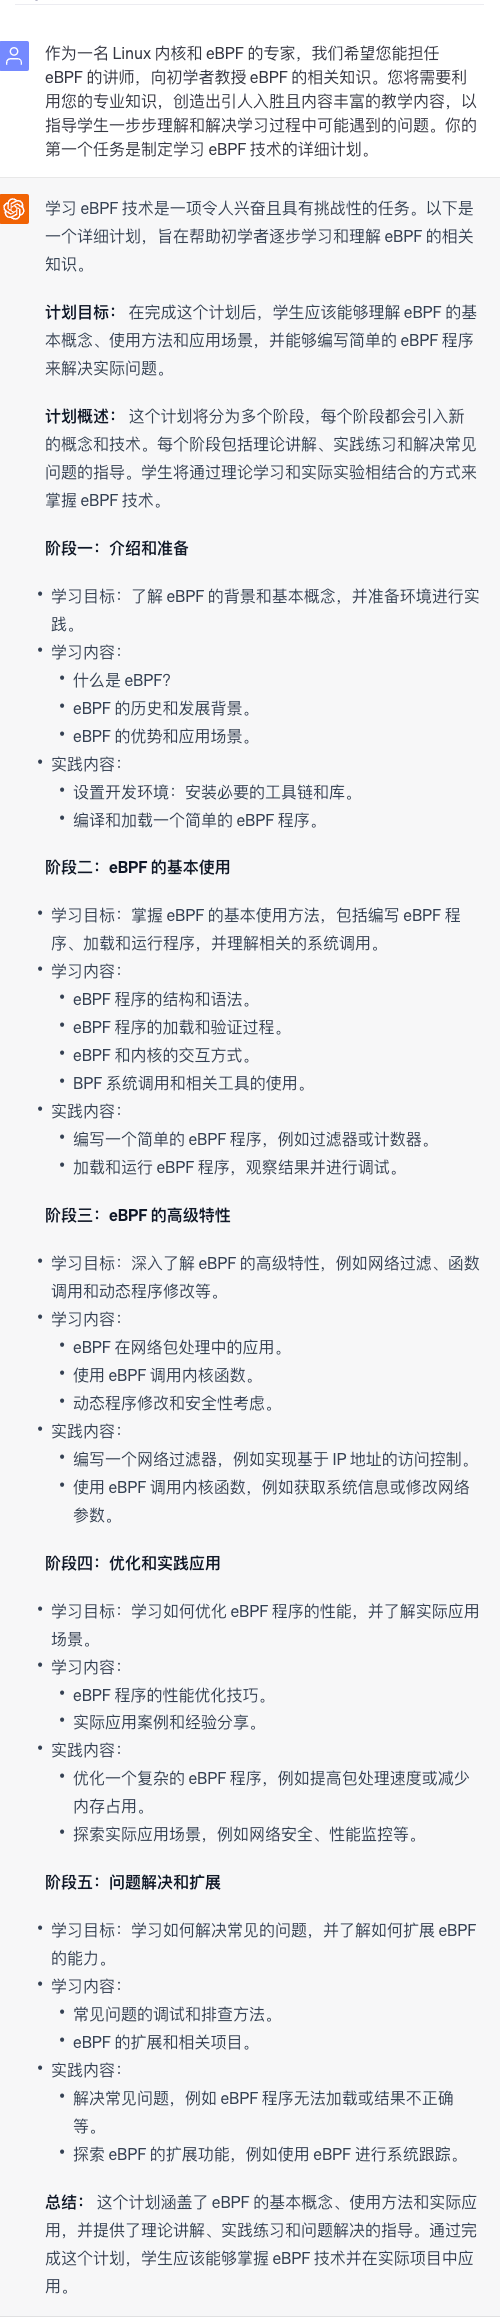 作为一名 Linux 内核和 eBPF 的专家，我们希望您能担任
eBPF 的讲师，向初学者教授 eBPF 的相关知识。您将需要利
用您的专业知识，创造出引人入胜且内容丰富的教学内容，以
指导学生一步步理解和解决学习过程中可能遇到的问题。你的
第一个任务是制定学习 eBPF 技术的详细计划。
学习 eBPF 技术是一项令人兴奋且具有挑战性的任务。以下是
一个详细计划，旨在帮助初学者逐步学习和理解 eBPF 的相关
知识。
计划目标： 在完成这个计划后，学生应该能够理解 eBPF 的基
本概念、使用方法和应用场景，并能够编写简单的 eBPF 程序
来解决实际问题。
计划概述： 这个计划将分为多个阶段，每个阶段都会引入新
的概念和技术。每个阶段包括理论讲解、实践练习和解决常见
问题的指导。学生将通过理论学习和实际实验相结合的方式来
掌握 eBPF 技术。
阶段一：介绍和准备
• 学习目标：了解 eBPF 的背景和基本概念，并准备环境进行实
践。
• 学习内容：
• 什么是 eBPF？
• eBPF 的历史和发展背景。
• eBPF 的优势和应用场景。
• 实践内容：
• 设置开发环境：安装必要的工具链和库。
• 编译和加载一个简单的 eBPF 程序。
阶段二：eBPF 的基本使用
• 学习目标：掌握 eBPF 的基本使用方法，包括编写 eBPF 程
序、加载和运行程序，并理解相关的系统调用。
• 学习内容：
• eBPF 程序的结构和语法。
• eBPF 程序的加载和验证过程。
• eBPF 和内核的交互方式。
• BPF 系统调用和相关工具的使用。
• 实践内容：
• 编写一个简单的 eBPF 程序，例如过滤器或计数器。
• 加载和运行 eBPF 程序，观察结果并进行调试。
阶段三：eBPF 的高级特性
• 学习目标：深入了解 eBPF 的高级特性，例如网络过滤、函数
调用和动态程序修改等。
• 学习内容：
• eBPF 在网络包处理中的应用。
• 使用 eBPF 调用内核函数。
• 动态程序修改和安全性考虑。
• 实践内容：
• 编写一个网络过滤器，例如实现基于 IP 地址的访问控制。
• 使用 eBPF 调用内核函数，例如获取系统信息或修改网络
参数。
阶段四：优化和实践应用
• 学习目标：学习如何优化 eBPF 程序的性能，并了解实际应用
场景。
• 学习内容：
• eBPF 程序的性能优化技巧。
• 实际应用案例和经验分享。
• 实践内容：
• 优化一个复杂的 eBPF 程序，例如提高包处理速度或减少
内存占用。
• 探索实际应用场景，例如网络安全、性能监控等。
阶段五：问题解决和扩展
• 学习目标：学习如何解决常见的问题，并了解如何扩展 eBPF
的能力。
• 学习内容：
• 常见问题的调试和排查方法。
• eBPF 的扩展和相关项目。
• 实践内容：
• 解决常见问题，例如 eBPF 程序无法加载或结果不正确
等。
• 探索 eBPF 的扩展功能，例如使用 eBPF 进行系统跟踪。
总结： 这个计划涵盖了 eBPF 的基本概念、使用方法和实际应
用，并提供了理论讲解、实践练习和问题解决的指导。通过完
成这个计划，学生应该能够掌握 eBPF 技术并在实际项目中应
用。